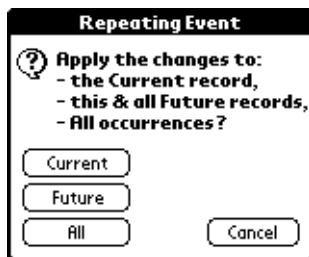 Repeating Event
Apply the changes to:
- the Current record,
- this & all Future records,
- All occurrences?
Current
Future
All
Cancel